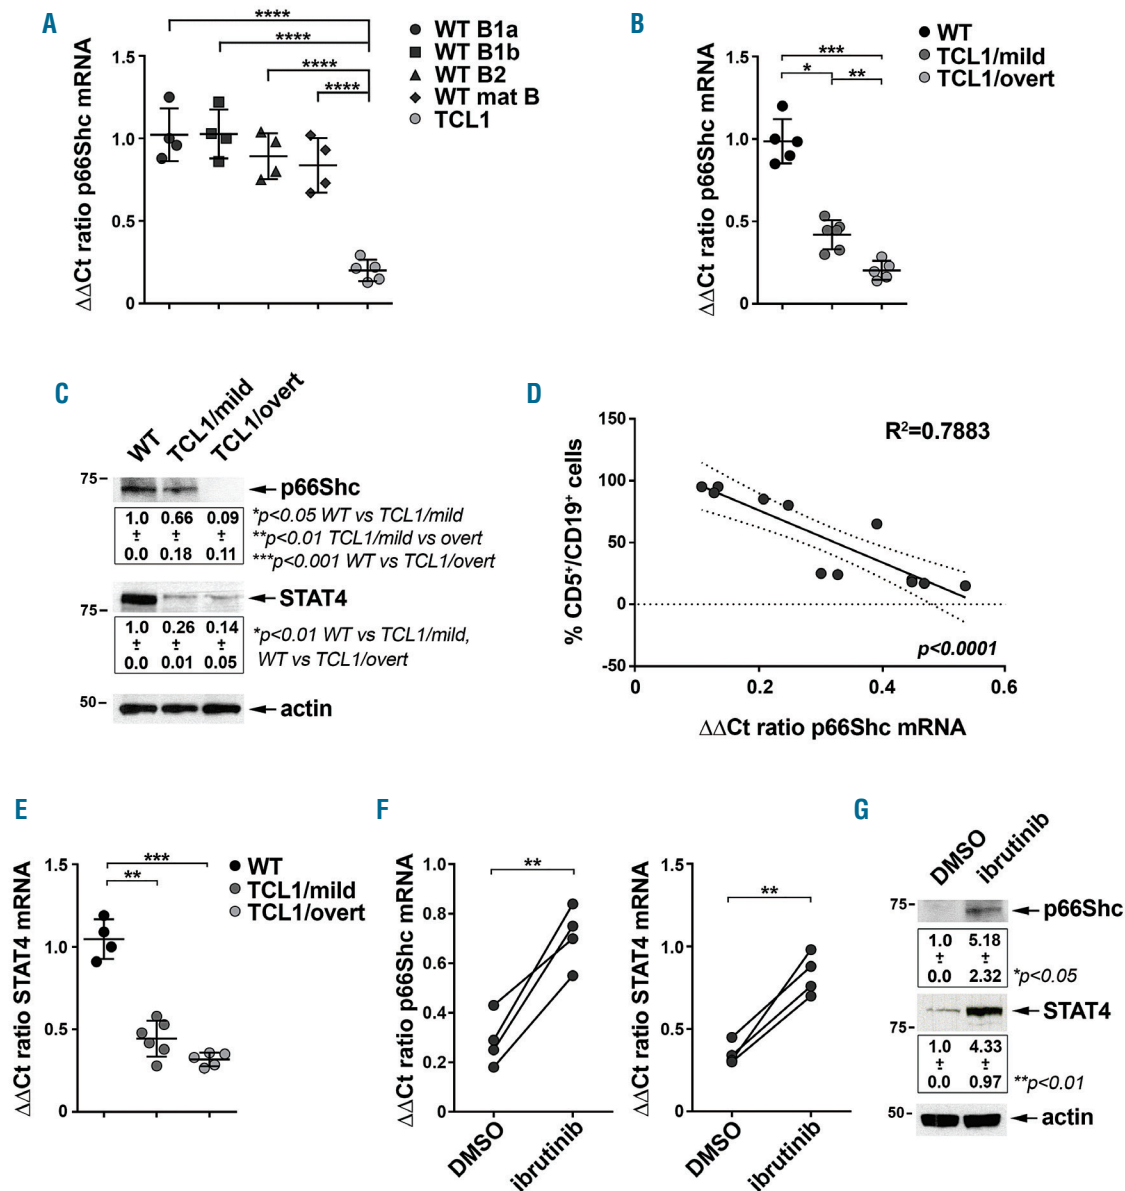 A
ΔΔCt ratio p66Shc mRNA
1.5
1.0
0.5
0
****
****
****
****
WT B1a
WT B1b
WT B2
WT mat B
TCL1
B
ΔΔCt ratio p66Shc mRNA
1.5
1.0
0.5
0
***
* **
WT
TCL1/mild
TCL1/overt
C
WT TCL1/mild TCL1/overt
75
p66Shc
1.0 0.66 0.09
± ± ±
0.0 0.18 0.11
*p<0.05 WT vs TCL1/mild
**p<0.01 TCL1/mild vs overt
***p<0.001 WT vs TCL1/overt
75
STAT4
1.0 0.26 0.14
± ± ±
0.0 0.01 0.05
*p<0.01 WT vs TCL1/mild,
WT vs TCL1/overt
50
actin
D
% CD5+/CD19+ cells
150
100
50
0
-50
R²=0.7883
p<0.0001
0 0.2 0.4 0.6
ΔΔCt ratio p66Shc mRNA
E
ΔΔCt ratio STAT4 mRNA
1.5
1.0
0.5
0
***
**
WT
TCL1/mild
TCL1/overt
F
ΔΔCt ratio p66Shc mRNA
1.0
0.8
0.6
0.4
0.2
0
**
DMSO ibrutinib
ΔΔCt ratio STAT4 mRNA
1.5
1.0
0.5
0
**
DMSO ibrutinib
G
DMSO ibrutinib
75
p66Shc
1.0 5.18
± ±
0.0 2.32
*p<0.05
STAT4
75
1.0 4.33
± ±
0.0 0.97
**p<0.01
50
actin